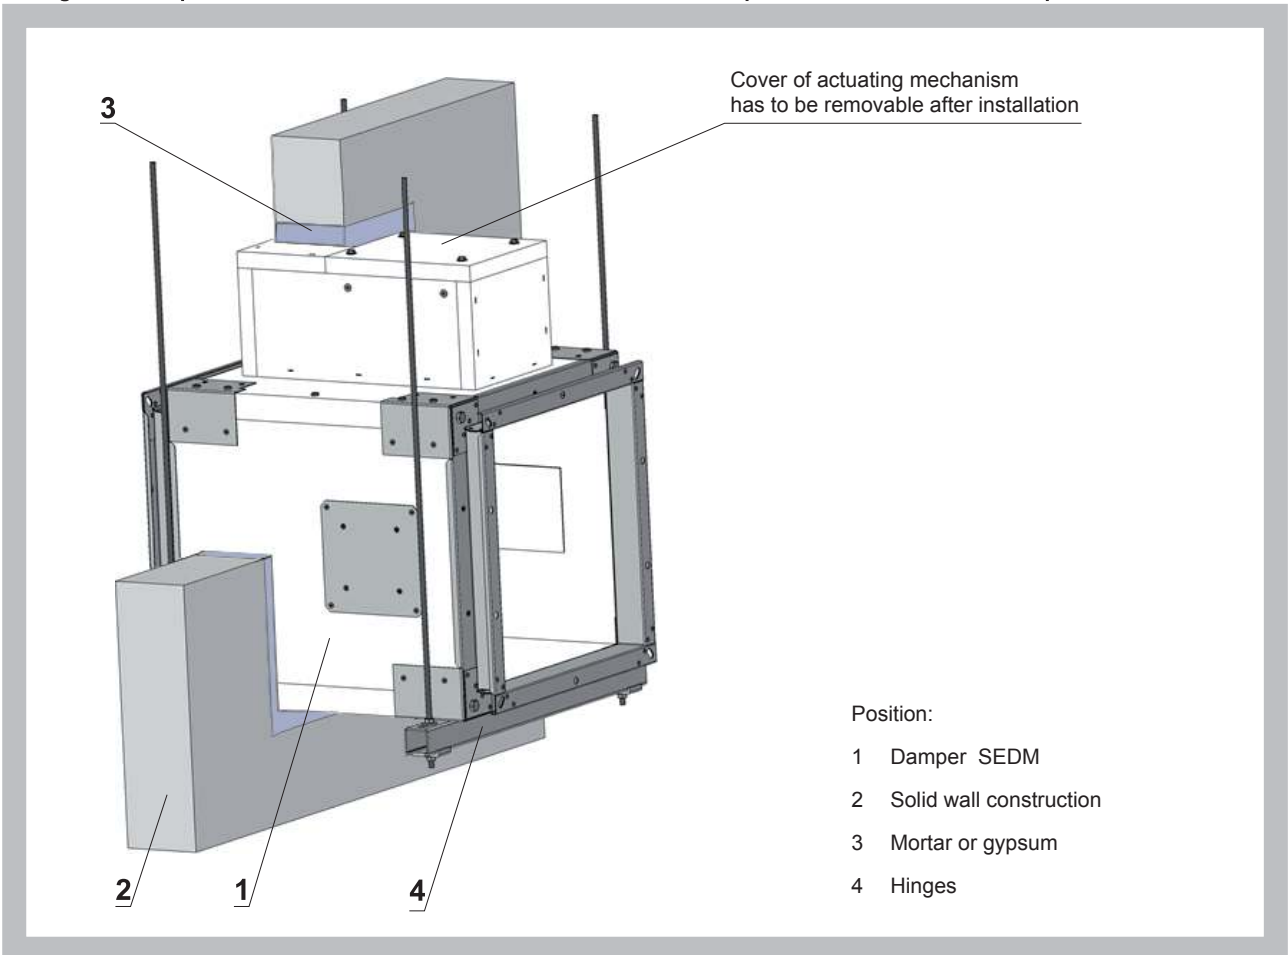 3
Cover of actuating mechanism
has to be removable after installation
Position:
1 Damper SEDM
2 Solid wall construction
3 Mortar or gypsum
4 Hinges
2
1
4